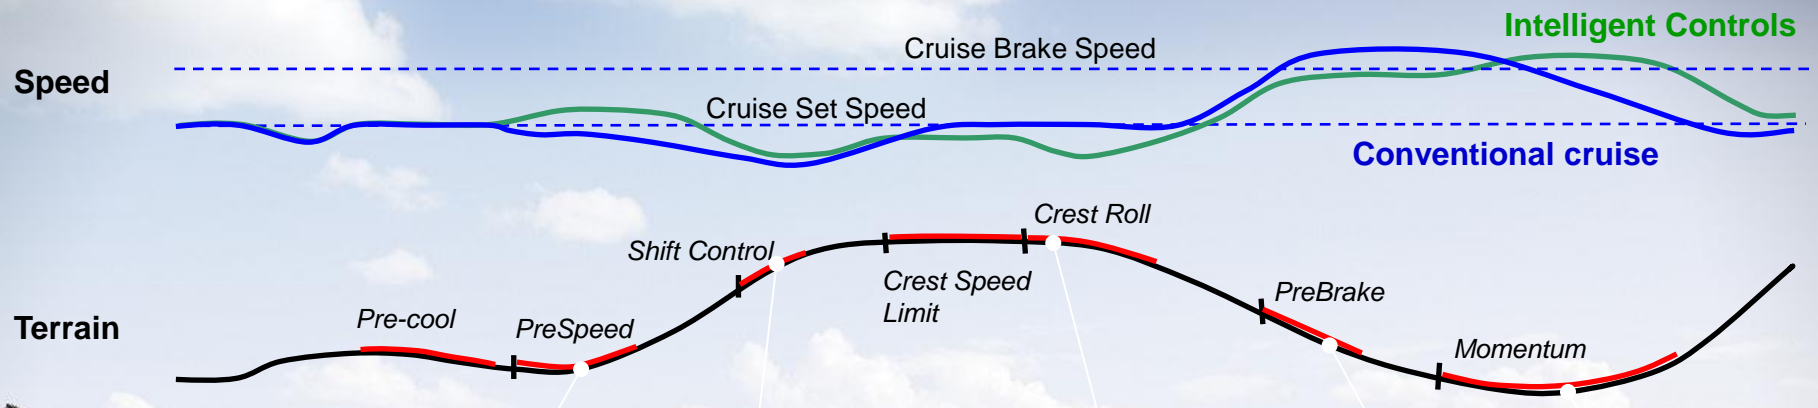 Intelligent Controls
Cruise Brake Speed
Speed
Cruise Set Speed
Conventional cruise
Crest Roll
Shift Control
Crest Speed
Limit
PreBrake
Pre-cool
PreSpeed
Terrain
Momentum